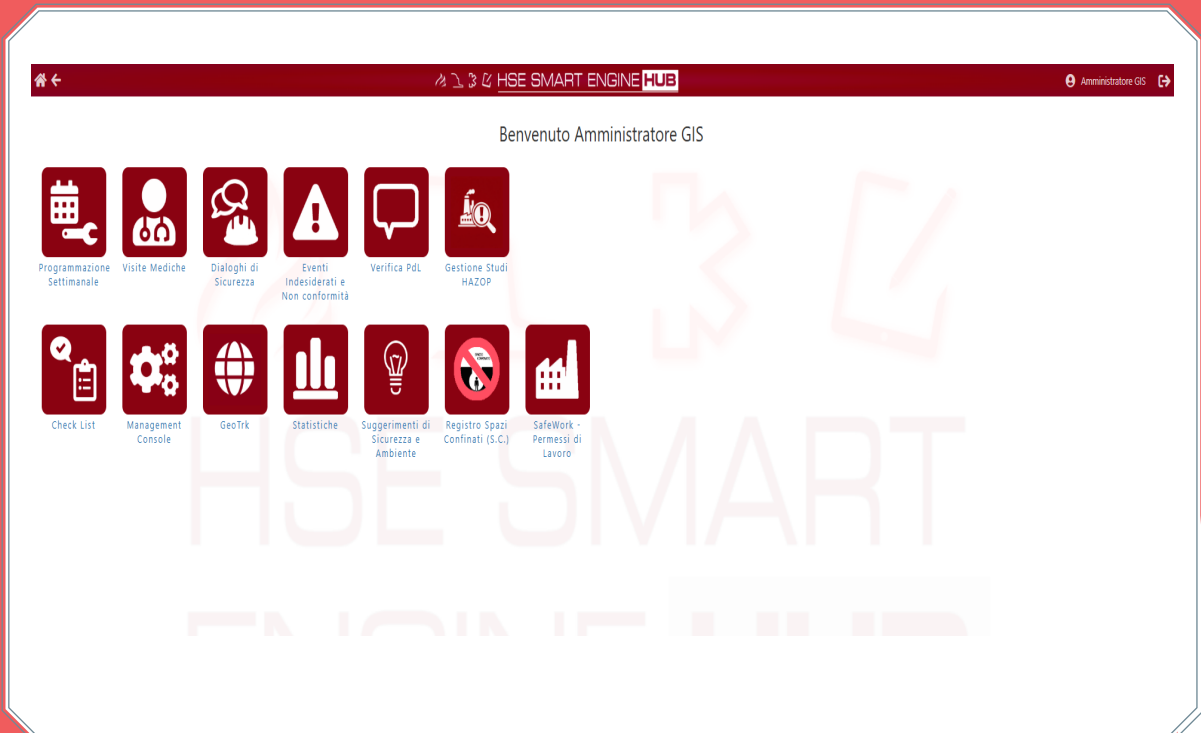 HSE SMART ENGINE HUB
Amministratore GIS
Benvenuto Amministratore GIS
Programmazione
Settimanale
Visite Mediche
Dialoghi di
Sicurezza
Eventi
Indesiderati e
Non conformità
Verifica PdL
Gestione Studi
HAZOP
Check List
Management
Console
GeoTrk
Statistiche
Suggerimenti di
Sicurezza e
Ambiente
Registro Spazi
Confinati (S.C.)
SafeWork -
Permessi di
Lavoro
HSE SMART
ENGINE HUB